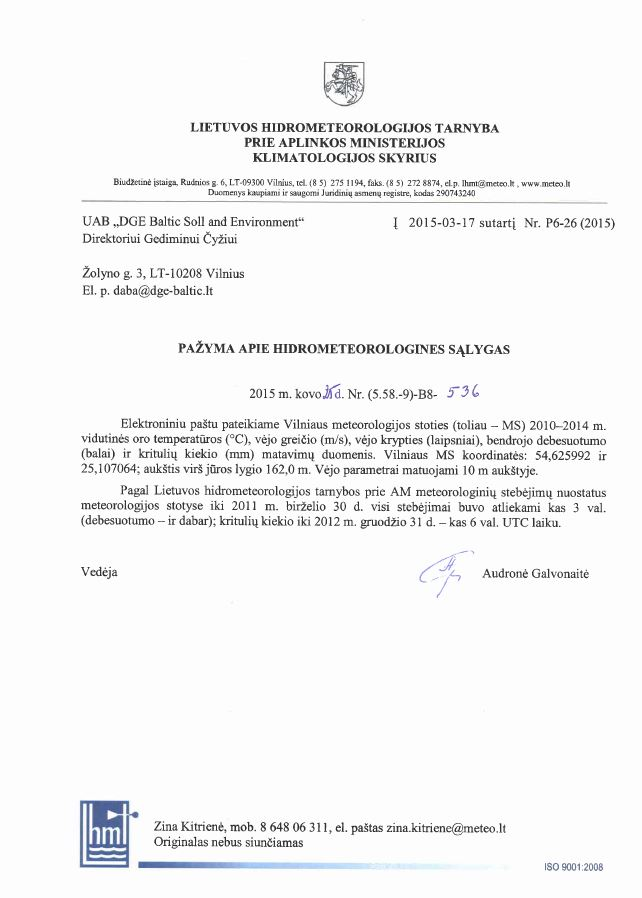 LIETUVOS HIDROMETEOROLOGIJOS TARNYBA
PRIE APLINKOS MINISTERIJOS
KLIMATOLOGIJOS SKYRIUS
Biudžetinė įstaiga, Rudnios g. 6, LT-09300 Vilnius, tel. (8 5) 275 1194, faks. (8 5) 272 8874, el.p. lhmt@meteo.lt , www.meteo.lt
Duomenys kaupiami ir saugomi Juridinių asmenų registre, kodas 290743240
UAB „DGE Baltic Soll and Environment“ Į 2015-03-17 sutartį Nr. P6-26 (2015)
Direktoriui Gediminui Čyžiui
Žolyno g. 3, LT-10208 Vilnius
El. p. daba@dge-baltic.lt
PAŽYMA APIE HIDROMETEOROLOGINES SĄLYGAS
2015 m. kovo d. Nr. (5.58.-9)-B8- 536
Elektroniniu paštu pateikiame Vilniaus meteorologijos stoties (toliau – MS) 2010–2014 m.
vidutinės oro temperatūros (°C), vėjo greičio (m/s), vėjo krypties (laipsniai), bendrojo debesuotumo
(balai) ir kritulių kiekio (mm) matavimų duomenis. Vilniaus MS koordinatės: 54,625992 ir
25,107064; aukštis virš jūros lygio 162,0 m. Vėjo parametrai matuojami 10 m aukštyje.
Pagal Lietuvos hidrometeorologijos tarnybos prie AM meteorologinių stebėjimų nuostatus
meteorologijos stotyse iki 2011 m. birželio 30 d. visi stebėjimai buvo atliekami kas 3 val.
(debesuotumo – ir dabar); kritulių kiekio iki 2012 m. gruodžio 31 d. – kas 6 val. UTC laiku.
Vedėja Audronė Galvonaitė
hml
Zina Kitrienė, mob. 8 648 06 311, el. paštas zina.kitriene@meteo.lt
Originalas nebus siunčiamas
ISO 9001:2008